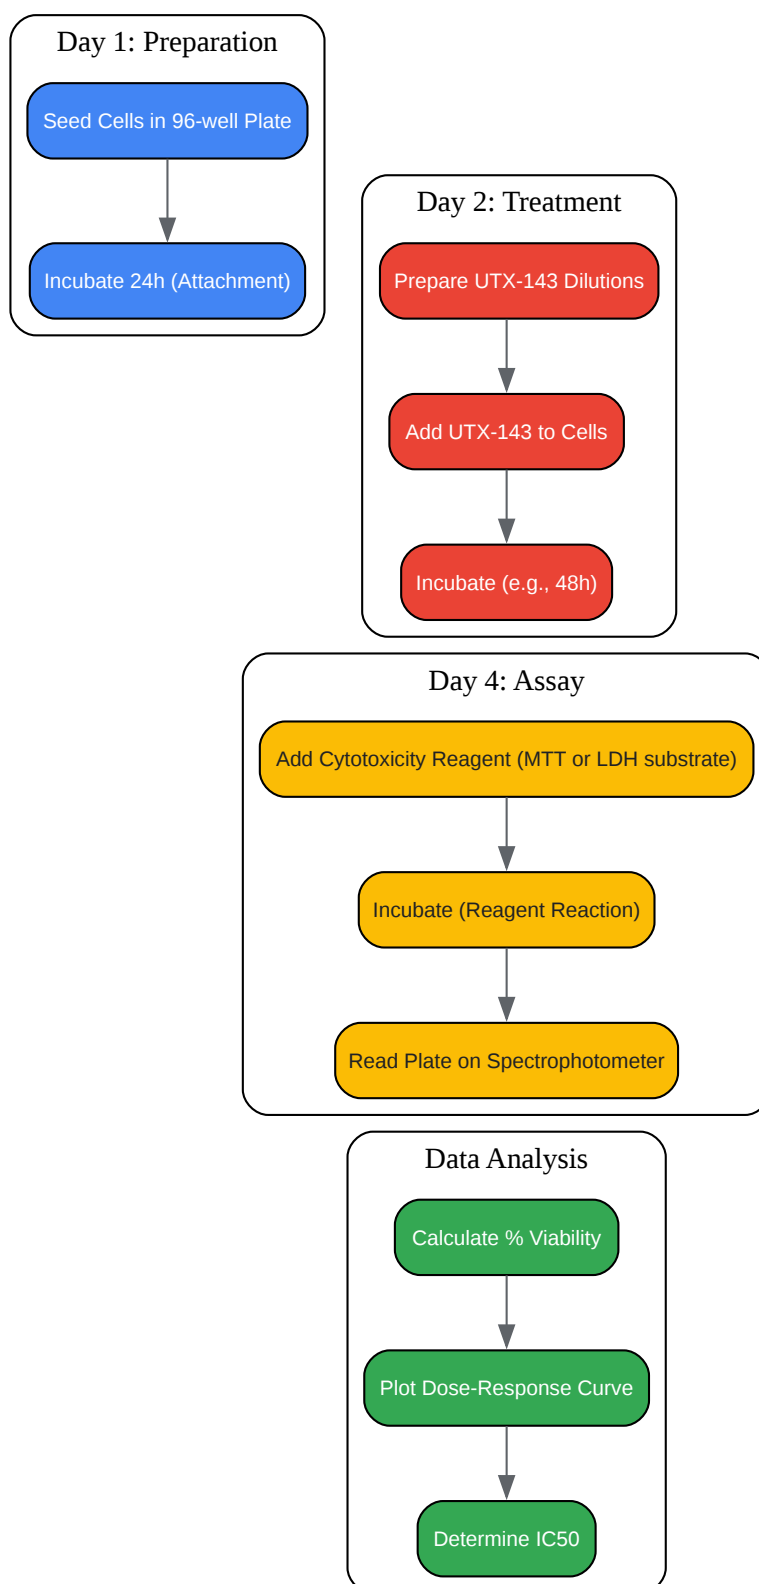 Day 1: Preparation
Seed Cells in 96-well Plate
Incubate 24h (Attachment)
Day 2: Treatment
Prepare UTX-143 Dilutions
Add UTX-143 to Cells
Incubate (e.g., 48h)
Day 4: Assay
Add Cytotoxicity Reagent (MTT or LDH substrate)
Incubate (Reagent Reaction)
Read Plate on Spectrophotometer
Data Analysis
Calculate % Viability
Plot Dose-Response Curve
Determine IC50